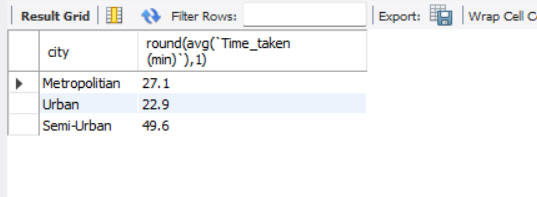 Result Grid Filter Rows: Export: Wrap Cell C
city round(avg(`Time_taken
(min)`),1)
Metropolitian 27.1
Urban 22.9
Semi-Urban 49.6